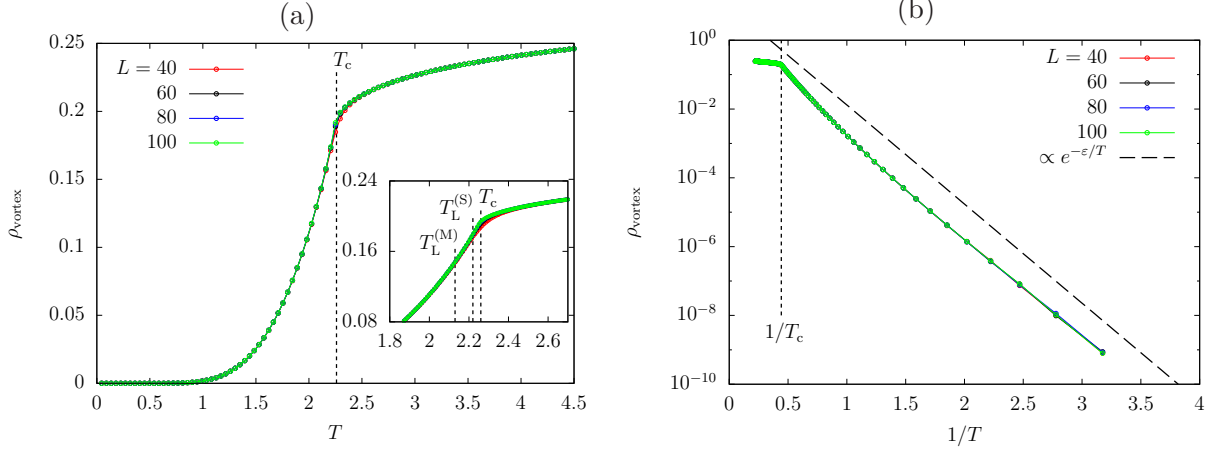 (a)
0.25
0.2
0.15
0.1
0.05
0
ρvortex
L = 40
60
80
100
Tc
0.24
0.16
0.08
TL(M)
TL(S)
Tc
1.8 2 2.2 2.4 2.6
0 0.5 1 1.5 2 2.5 3 3.5 4 4.5
T
(b)
10^0
10^−2
10^−4
10^−6
10^−8
10^−10
ρvortex
L = 40
60
80
100
∝ e^−ε/T
1/Tc
0 0.5 1 1.5 2 2.5 3 3.5 4
1/T